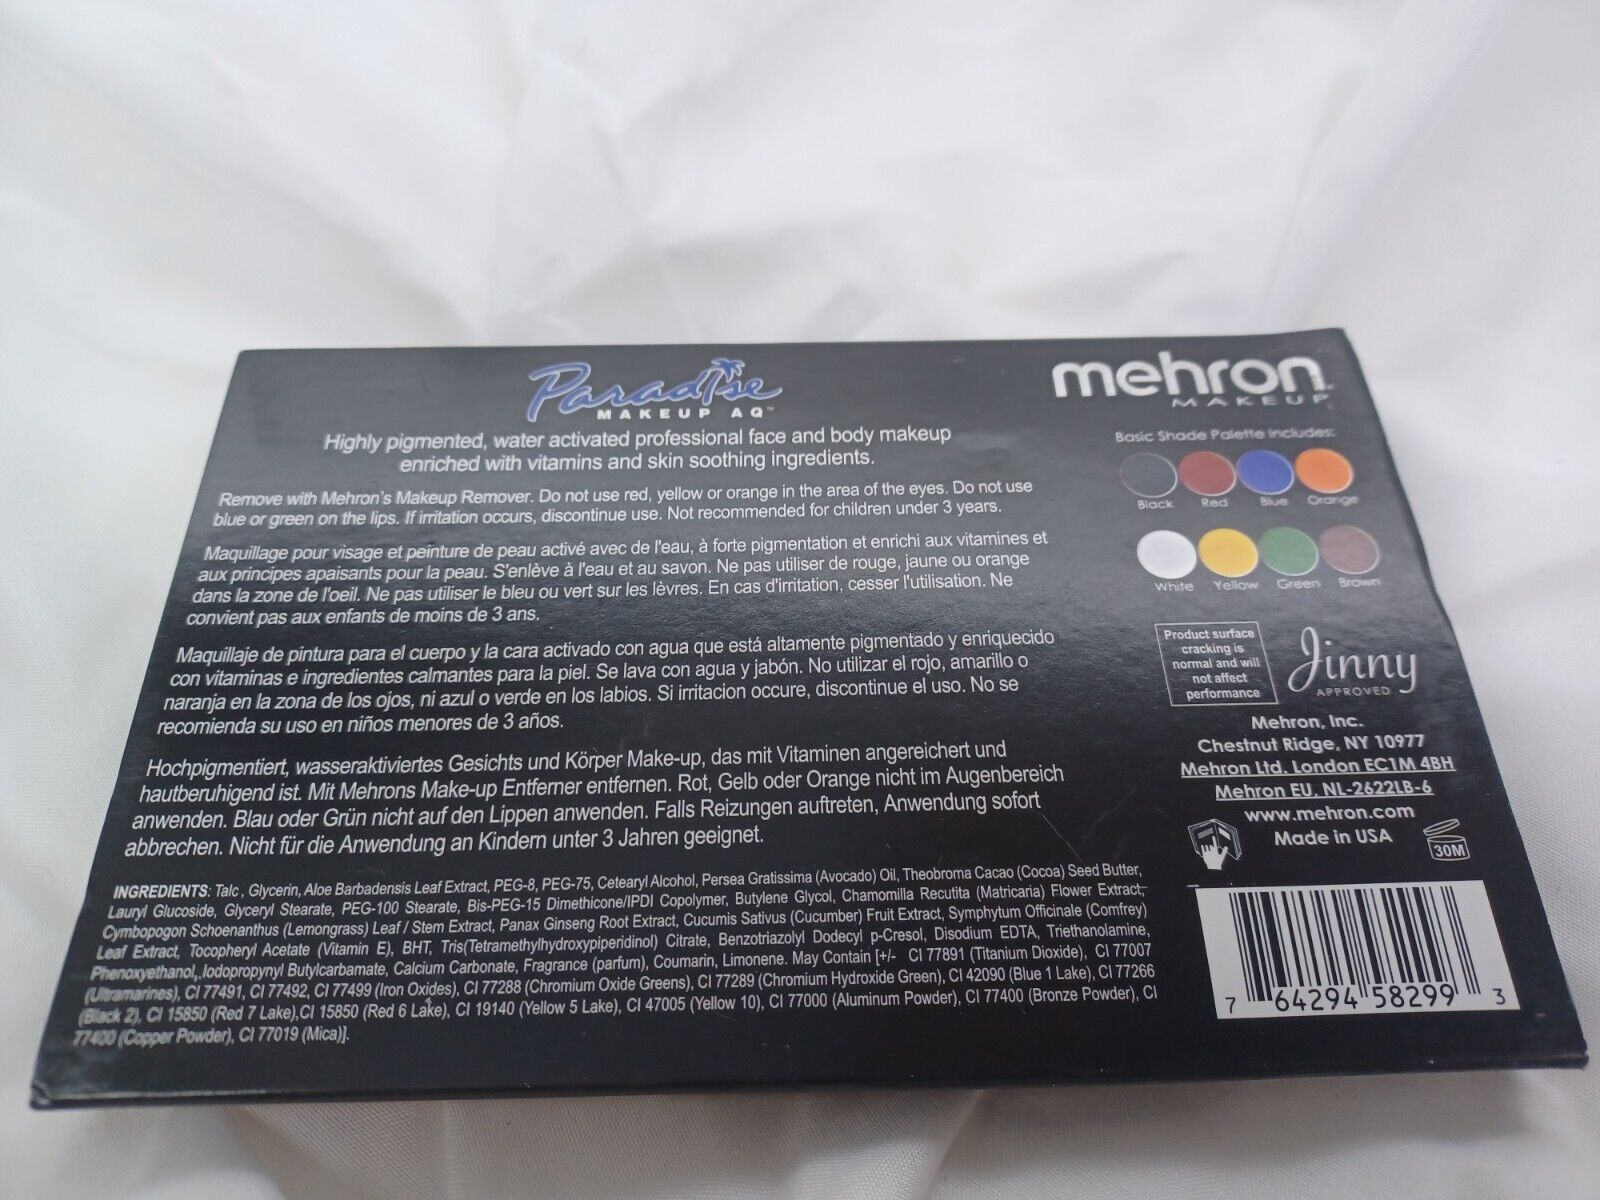 Paradise
MAKEUP AQ™
Highly pigmented, water activated professional face and body makeup
enriched with vitamins and skin soothing ingredients.
Remove with Mehron's Makeup Remover. Do not use red, yellow or orange in the area of the eyes. Do not use
blue or green on the lips. If irritation occurs, discontinue use. Not recommended for children under 3 years.
Maquillage pour visage et peinture de peau activé avec de l'eau, à forte pigmentation et enrichi aux vitamines et
aux principes apaisants pour la peau. S'enlève à l'eau et au savon. Ne pas utiliser de rouge, jaune ou orange
dans la zone de l'oeil. Ne pas utiliser le bleu ou vert sur les lèvres. En cas d'irritation, cesser l'utilisation. Ne
convient pas aux enfants de moins de 3 ans.
Maquillaje de pintura para el cuerpo y la cara activado con agua que está altamente pigmentado y enriquecido
con vitaminas e ingredientes calmantes para la piel. Se lava con agua y jabón. No utilizar el rojo, amarillo o
naranja en la zona de los ojos, ni azul o verde en los labios. Si irritacion occure, discontinue el uso. No se
recomienda su uso en niños menores de 3 años.
Hochpigmentiert, wasseraktiviertes Gesichts und Körper Make-up, das mit Vitaminen angereichert und
hautberuhigend ist. Mit Mehrons Make-up Entferner entfernen. Rot, Gelb oder Orange nicht im Augenbereich
anwenden. Blau oder Grün nicht auf den Lippen anwenden. Falls Reizungen auftreten, Anwendung sofort
abbrechen. Nicht für die Anwendung an Kindern unter 3 Jahren geeignet.
INGREDIENTS: Talc, Glycerin, Aloe Barbadensis Leaf Extract, PEG-8, PEG-75, Cetearyl Alcohol, Persea Gratissima (Avocado) Oil, Theobroma Cacao (Cocoa) Seed Butter,
Lauryl Glucoside, Glyceryl Stearate, PEG-100 Stearate, Bis-PEG-15 Dimethicone/IPDI Copolymer, Butylene Glycol, Chamomilla Recutita (Matricaria) Flower Extract,
Cymbopogon Schoenanthus (Lemongrass) Leaf / Stem Extract, Panax Ginseng Root Extract, Cucumis Sativus (Cucumber) Fruit Extract, Symphytum Officinale (Comfrey)
Leaf Extract, Tocopheryl Acetate (Vitamin E), BHT, Tris(Tetramethylhydroxypiperidinol) Citrate, Benzotriazolyl Dodecyl p-Cresol, Disodium EDTA, Triethanolamine,
Phenoxyethanol, Iodopropynyl Butylcarbamate, Calcium Carbonate, Fragrance (parfum), Coumarin, Limonene. May Contain [+/- CI 77891 (Titanium Dioxide), CI 77007
(Ultramarines), CI 77491, CI 77492, CI 77499 (Iron Oxides), CI 77288 (Chromium Oxide Greens), CI 77289 (Chromium Hydroxide Green), CI 42090 (Blue 1 Lake), CI 77266
(Black 2), CI 15850 (Red 7 Lake),CI 15850 (Red 6 Lake), CI 19140 (Yellow 5 Lake), CI 47005 (Yellow 10), CI 77000 (Aluminum Powder), CI 77400 (Bronze Powder), CI
77400 (Copper Powder), CI 77019 (Mica)].
mehron
MAKEUP
Basic Shade Palette Includes:
Black Red Blue Orange
White Yellow Green Brown
Product surface
cracking is
normal and will
not affect
performance
Jinny
APPROVED
Mehron, Inc.
Chestnut Ridge, NY 10977
Mehron Ltd. London EC1M 4BH
Mehron EU, NL-2622LB-6
www.mehron.com
Made in USA
30M
7 64294 58299 3